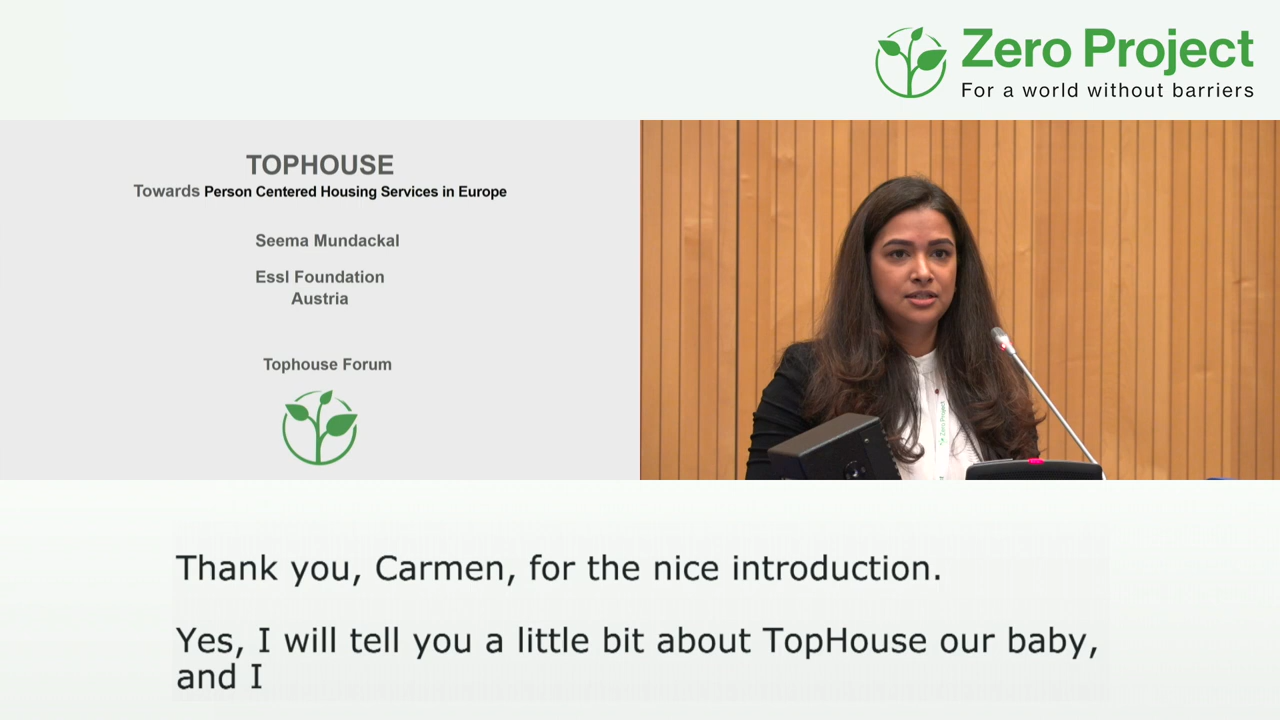 Zero Project
For a world without barriers
TOPHOUSE
Towards Person Centered Housing Services in Europe
Seema Mundackal
Essl Foundation
Austria
Tophouse Forum
Zero Project
Thank you, Carmen, for the nice introduction.
Yes, I will tell you a little bit about TopHouse our baby,
and I